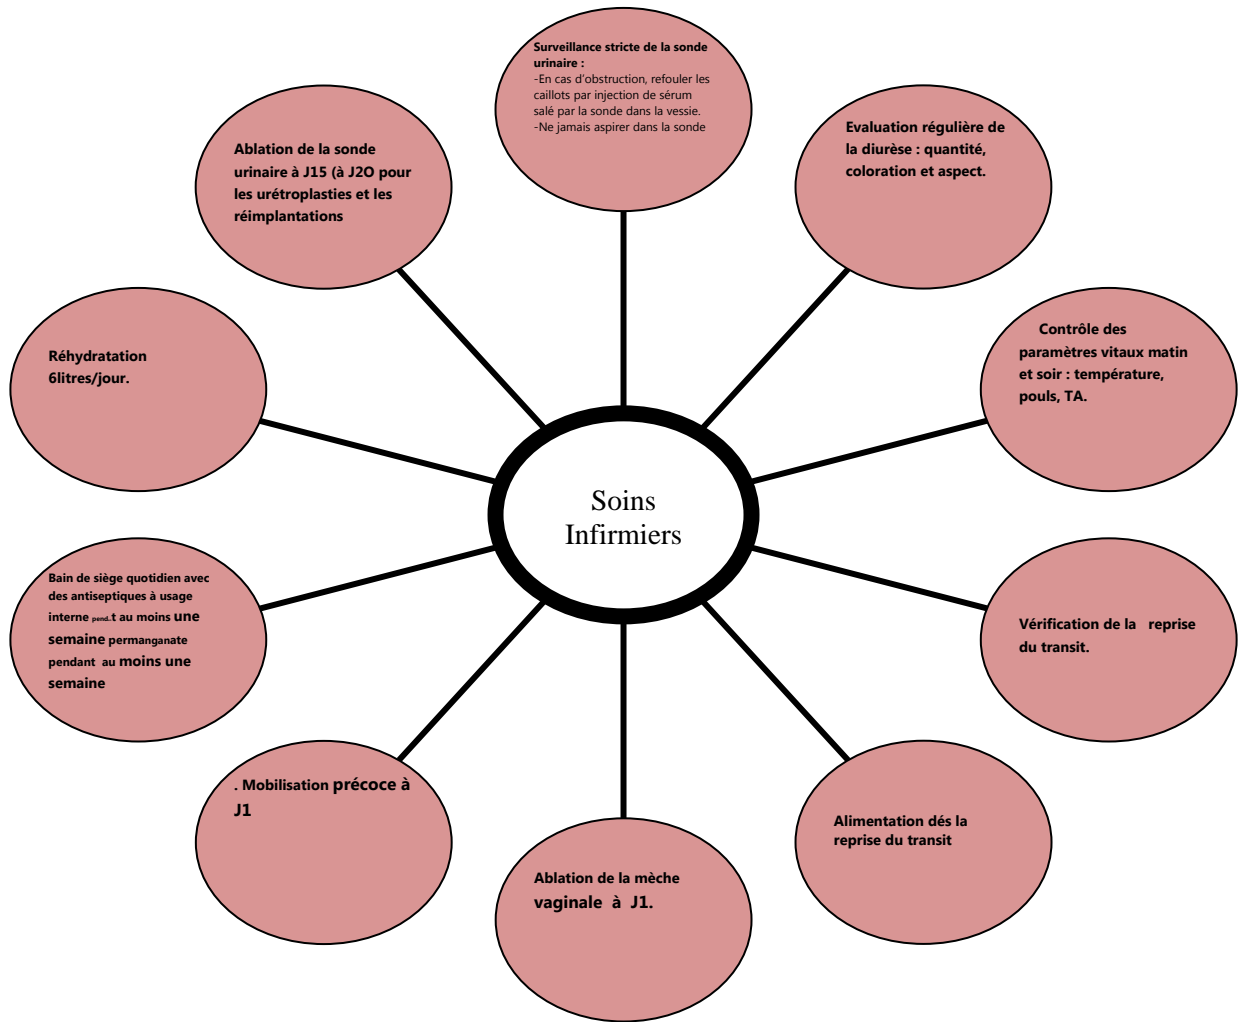 Surveillance stricte de la sonde
urinaire :
-En cas d'obstruction, refouler les
caillots par injection de sérum
salé par la sonde dans la vessie.
-Ne jamais aspirer dans la sonde
Evaluation régulière de
la diurèse : quantité,
coloration et aspect.
Contrôle des
paramètres vitaux matin
et soir : température,
pouls, TA.
Vérification de la reprise
du transit.
Alimentation dés la
reprise du transit
Ablation de la mèche
vaginale à J1.
. Mobilisation précoce à
J1
Bain de siège quotidien avec
des antiseptiques à usage
interne pend..t au moins une
semaine permanganate
pendant au moins une
semaine
Réhydratation
6litres/jour.
Ablation de la sonde
urinaire à J15 (à J2O pour
les urétroplasties et les
réimplantations
Soins
Infirmiers